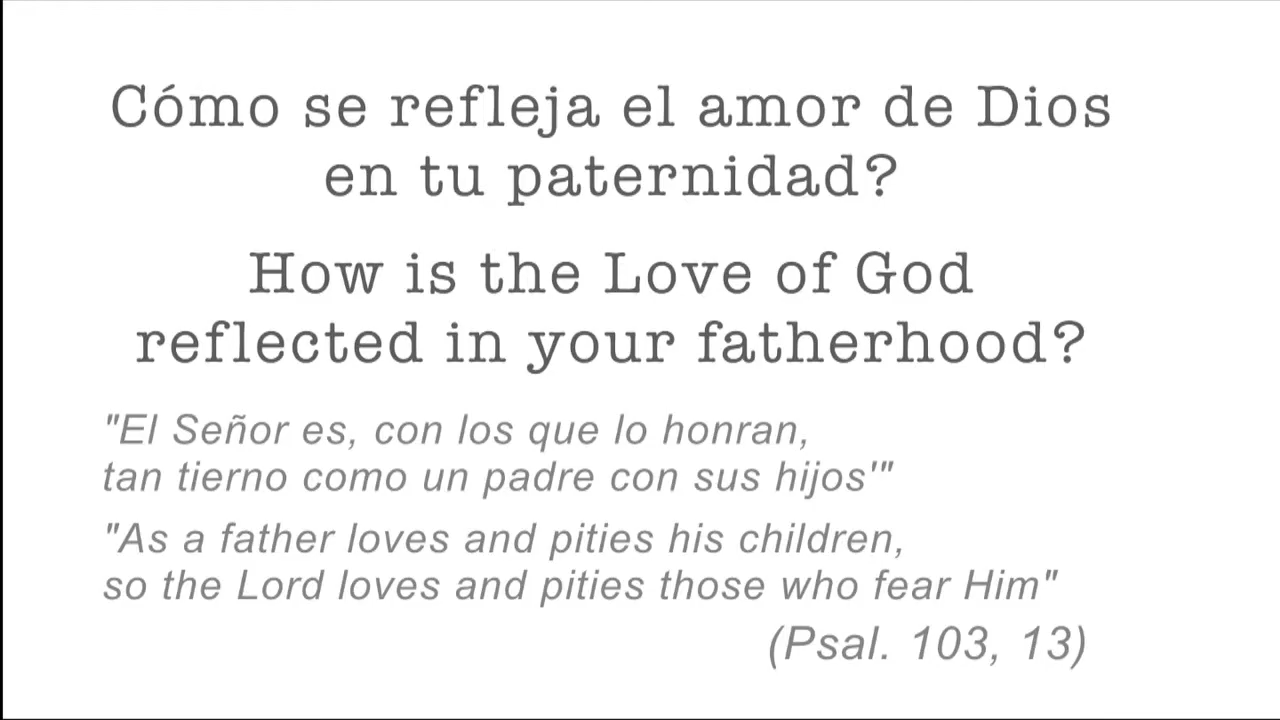 Cómo se refleja el amor de Dios
en tu paternidad?
How is the Love of God
reflected in your fatherhood?
"El Señor es, con los que lo honran,
tan tierno como un padre con sus hijos'"
"As a father loves and pities his children,
so the Lord loves and pities those who fear Him"
(Psal. 103, 13)